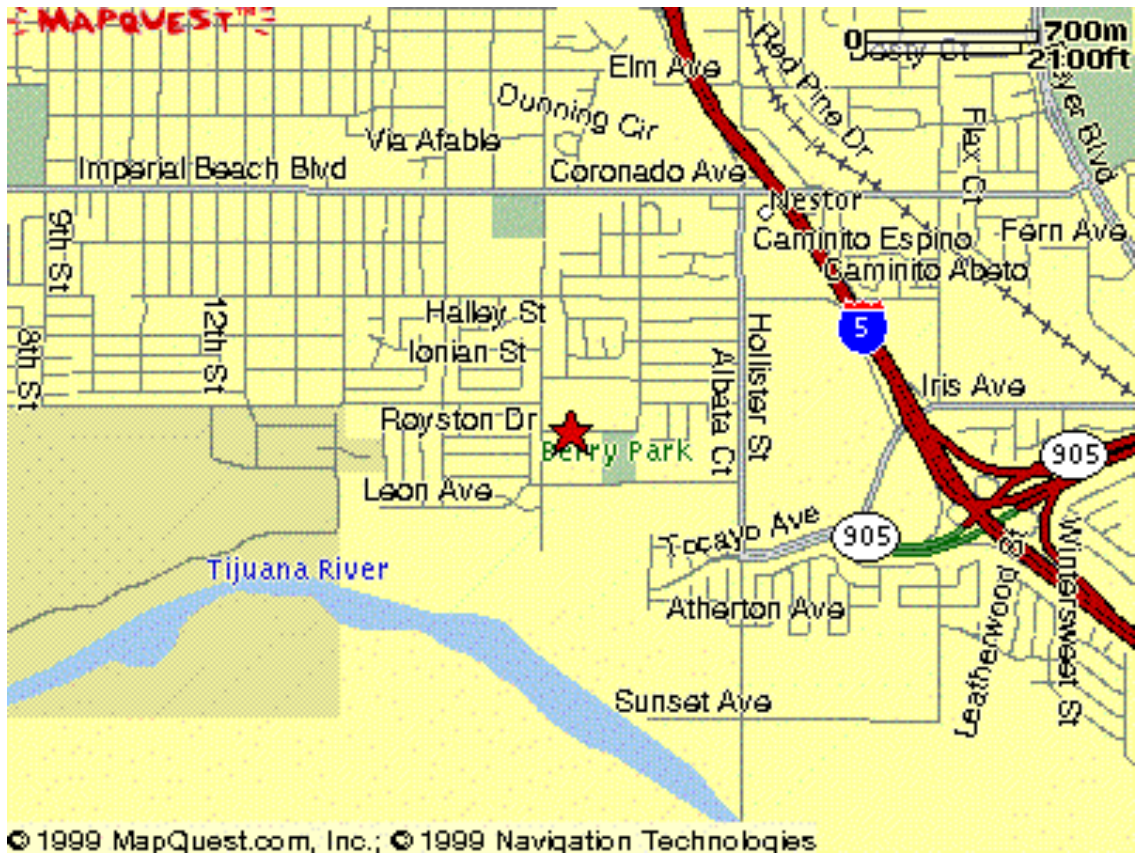 MAPQUEST™
0 700m
2100ft
Elm Ave
Red Pine Dr
Dunning Cir
Via Afable
Flax Ct
Imperial Beach Blvd
Coronado Ave
Nestor
9th St
Caminito Espino
Fern Ave
Caminito Abeto
Halley St
12th St
5
8th St
Ionian St
Hollister St
Albata Ct
Iris Ave
Royston Dr
Berry Park
905
Leon Ave
Tocayo Ave
905
Tijuana River
Atherton Ave
Leatherwood St
Wintersweet St
Sunset Ave
© 1999 MapQuest.com, Inc.; © 1999 Navigation Technologies